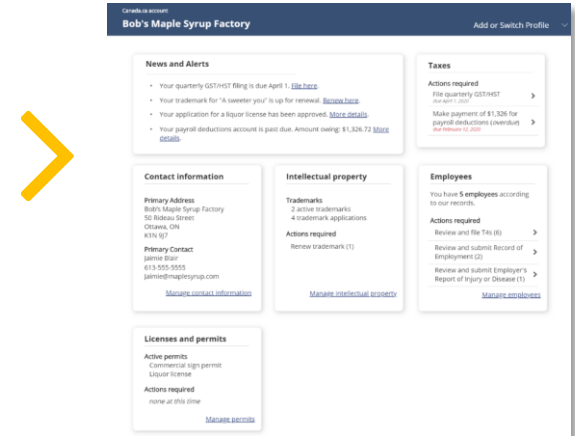 Canada.ca account
Bob's Maple Syrup Factory
Add or Switch Profile
News and Alerts
Your quarterly GST/HST filing is due April 1. File here.
Your trademark for "A sweeter you" is up for renewal. Renew here.
Your application for a liquor license has been approved. More details.
Your payroll deductions account is past due. Amount owing: $1,326.72 More
details.
Taxes
Actions required
File quarterly GST/HST
due April 1, 2020
Make payment of $1,326 for
payroll deductions (overdue)
due February 12, 2020
Contact information
Primary Address
Bob's Maple Syrup Factory
50 Rideau Street
Ottawa, ON
K1N 9J7
Primary Contact
Jaimie Blair
613-555-5555
Jaimie@maplesyrup.com
Manage contact information
Intellectual property
Trademarks
2 active trademarks
4 trademark applications
Actions required
Renew trademark (1)
Manage intellectual property
Employees
You have 5 employees according
to our records.
Actions required
Review and file T4s (6)
Review and submit Record of
Employment (2)
Review and submit Employer's
Report of Injury or Disease (1)
Manage employees
Licenses and permits
Active permits
Commercial sign permit
Liquor license
Actions required
none at this time
Manage permits